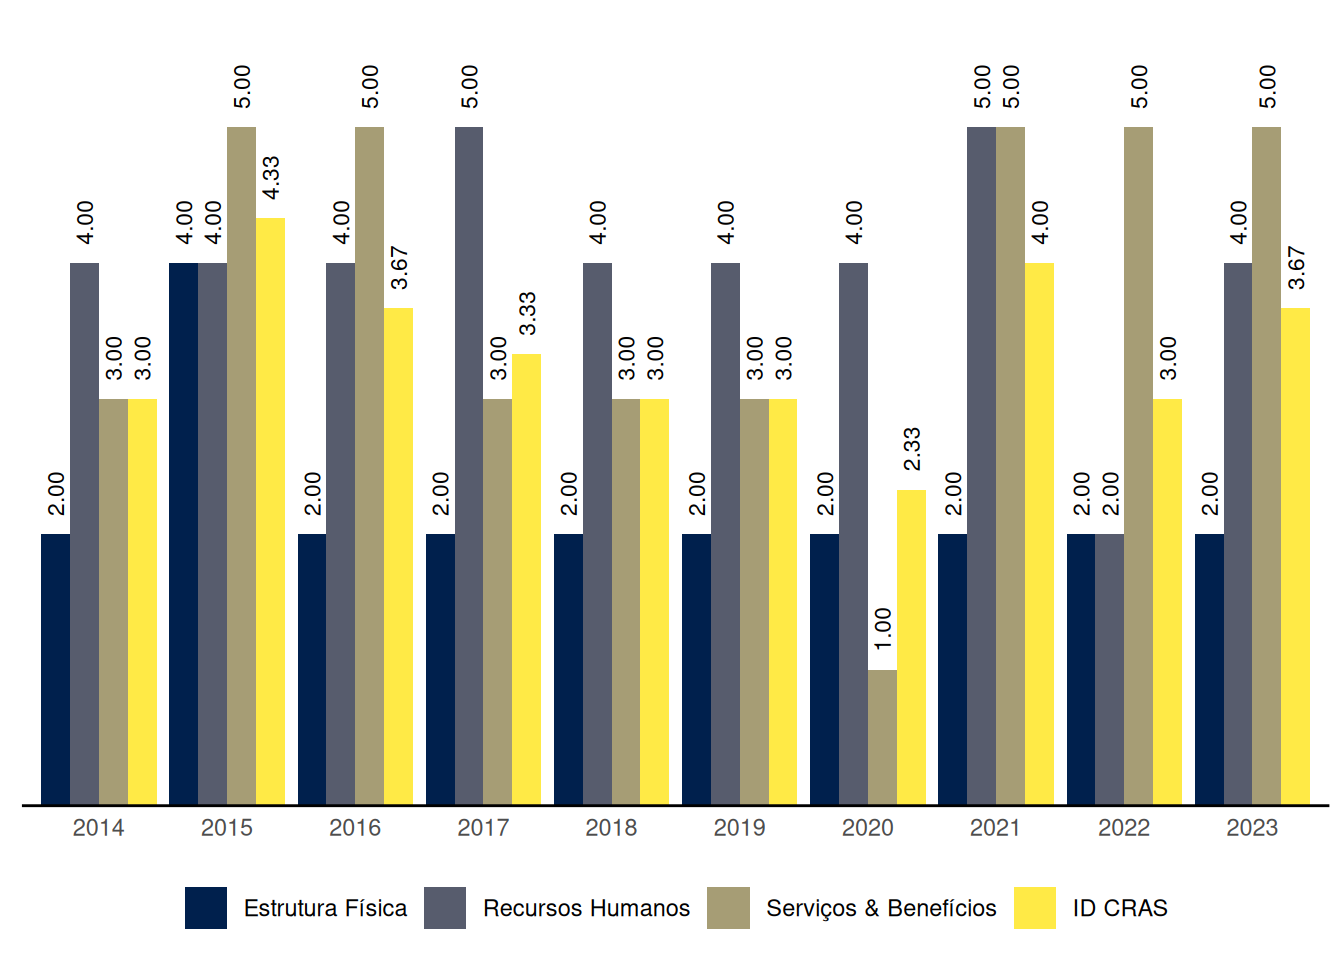 2.00 4.00 3.00 3.00
4.00 4.00 5.00 4.33
2.00 4.00 5.00 3.67
2.00 5.00 3.00 3.33
2.00 4.00 3.00 3.00
2.00 4.00 3.00 3.00
2.00 4.00 1.00 2.33
2.00 5.00 5.00 4.00
2.00 2.00 5.00 3.00
2.00 4.00 5.00 3.67
2014 2015 2016 2017 2018 2019 2020 2021 2022 2023
Estrutura Física Recursos Humanos Serviços & Benefícios ID CRAS